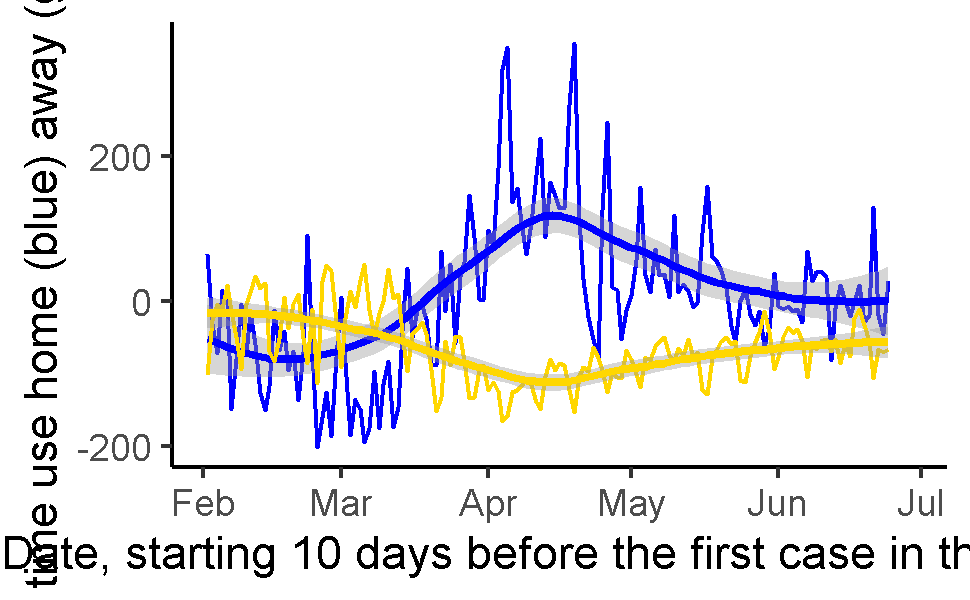 time use home (blue) away (
200
0
-200
Feb Mar Apr May Jun Jul
Date, starting 10 days before the first case in th